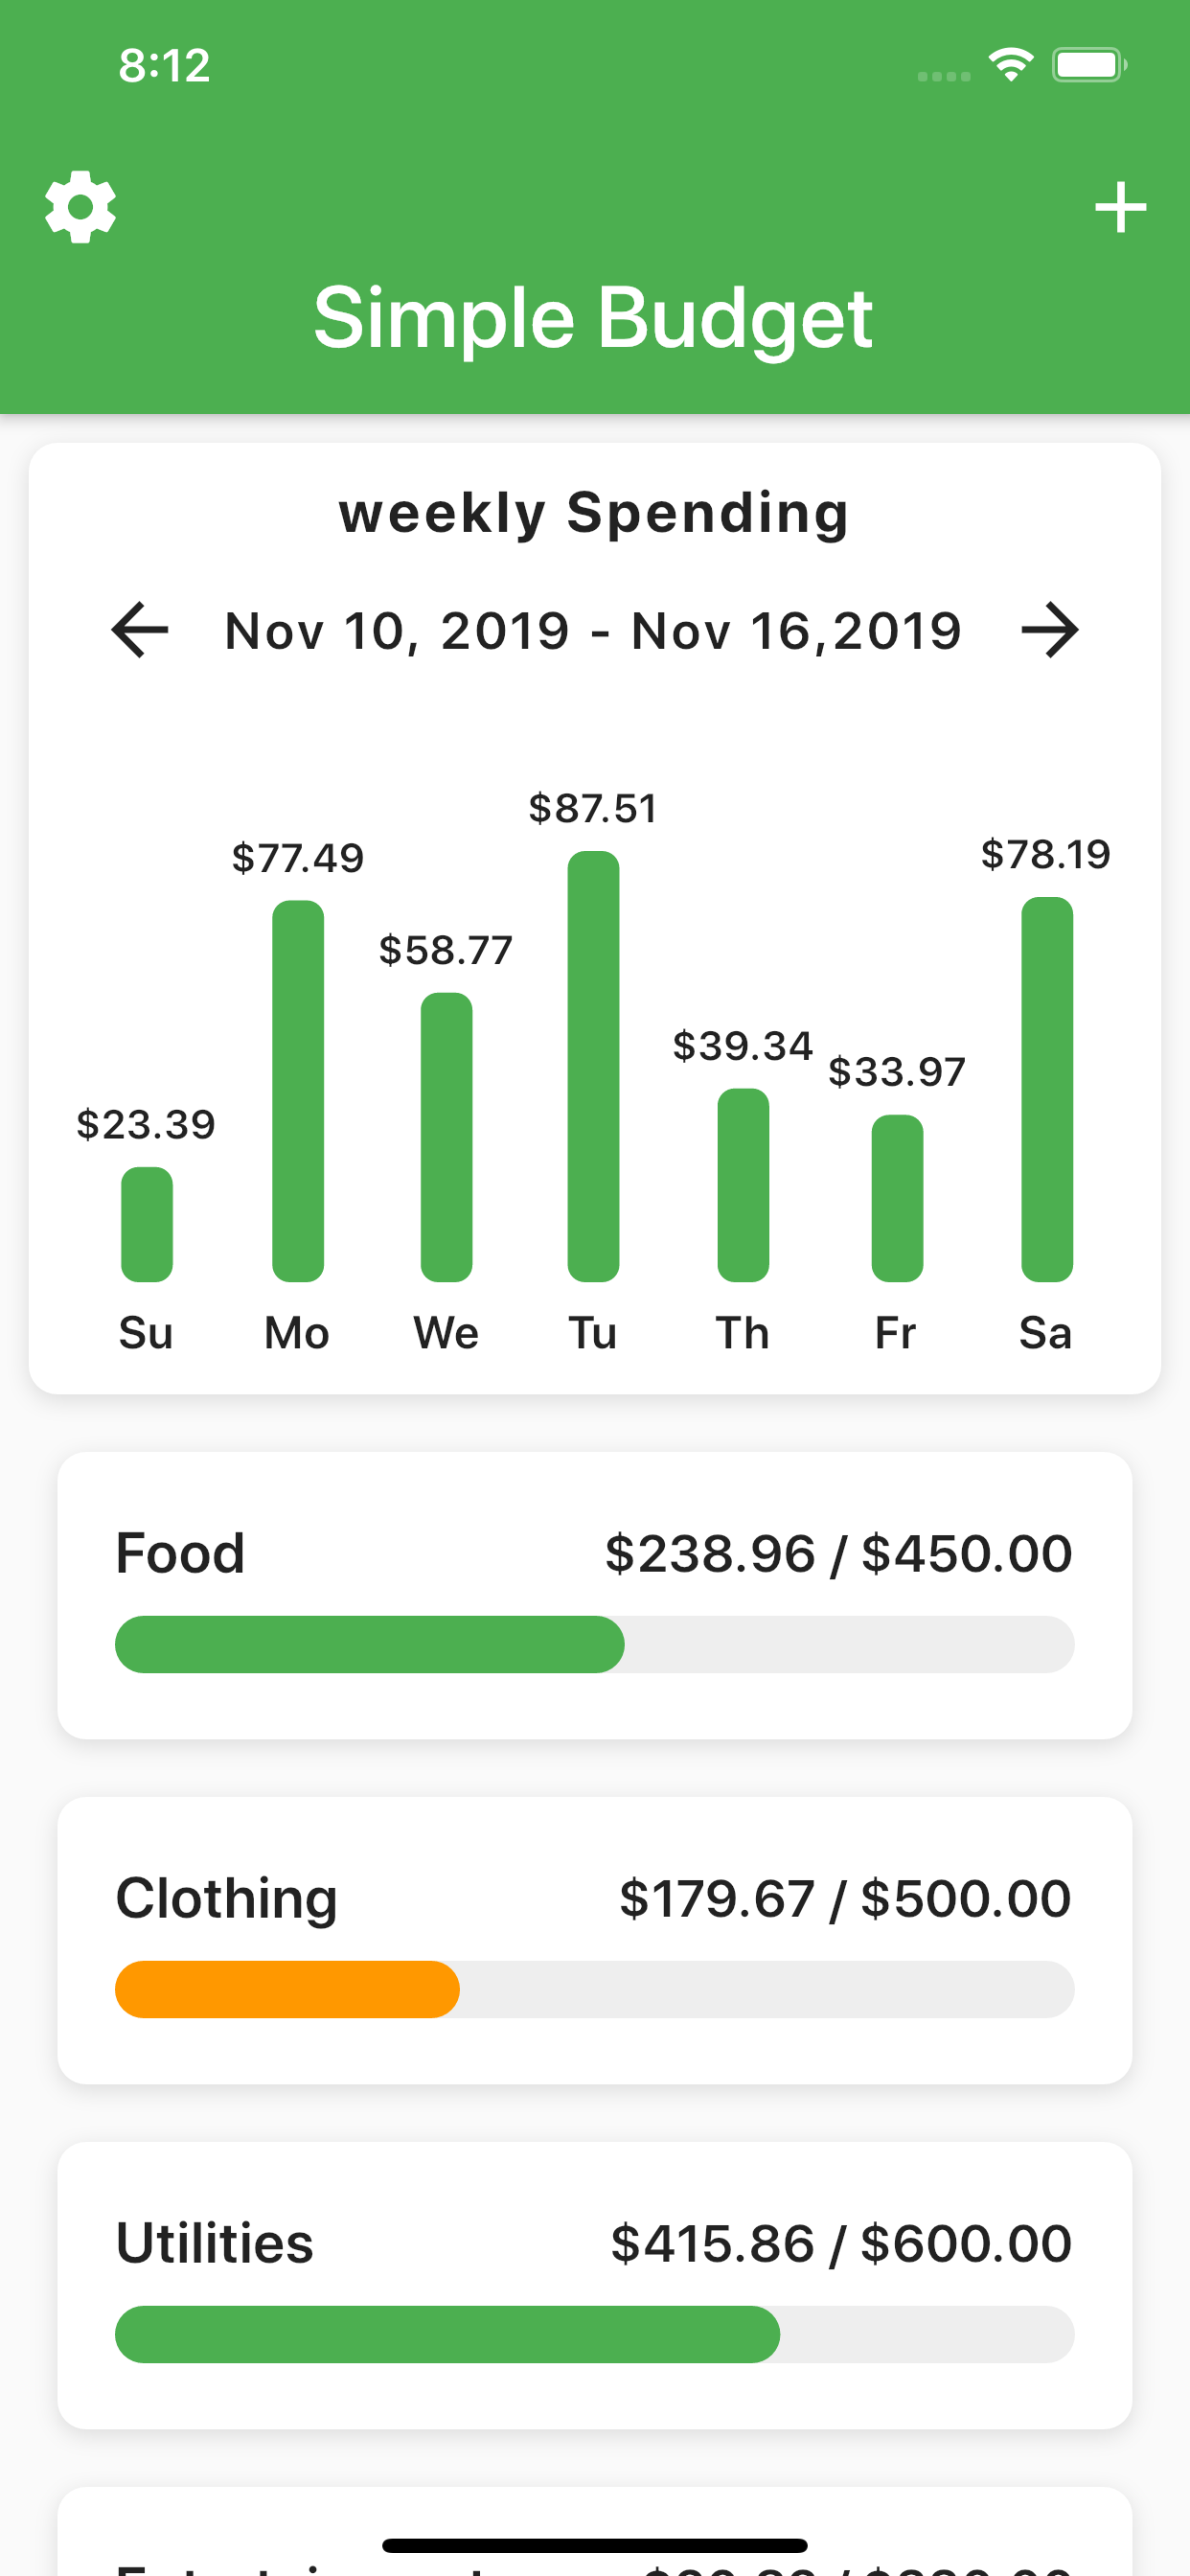 8:12
Simple Budget
weekly Spending
Nov 10, 2019 - Nov 16,2019
$87.51
$77.49
$78.19
$58.77
$39.34
$33.97
$23.39
Su Mo We Tu Th Fr Sa
Food $238.96 / $450.00
Clothing $179.67 / $500.00
Utilities $415.86 / $600.00